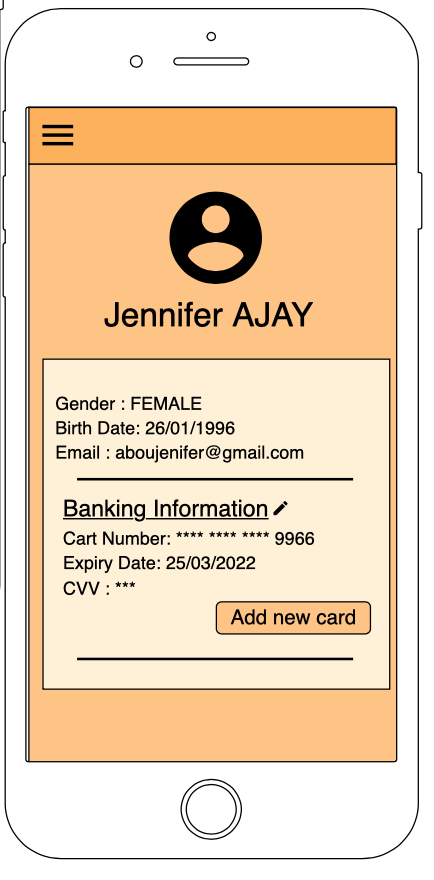 Jennifer AJAY
Gender : FEMALE
Birth Date: 26/01/1996
Email : aboujenifer@gmail.com
Banking Information
Cart Number: **** **** **** 9966
Expiry Date: 25/03/2022
CVV : ***
Add new card